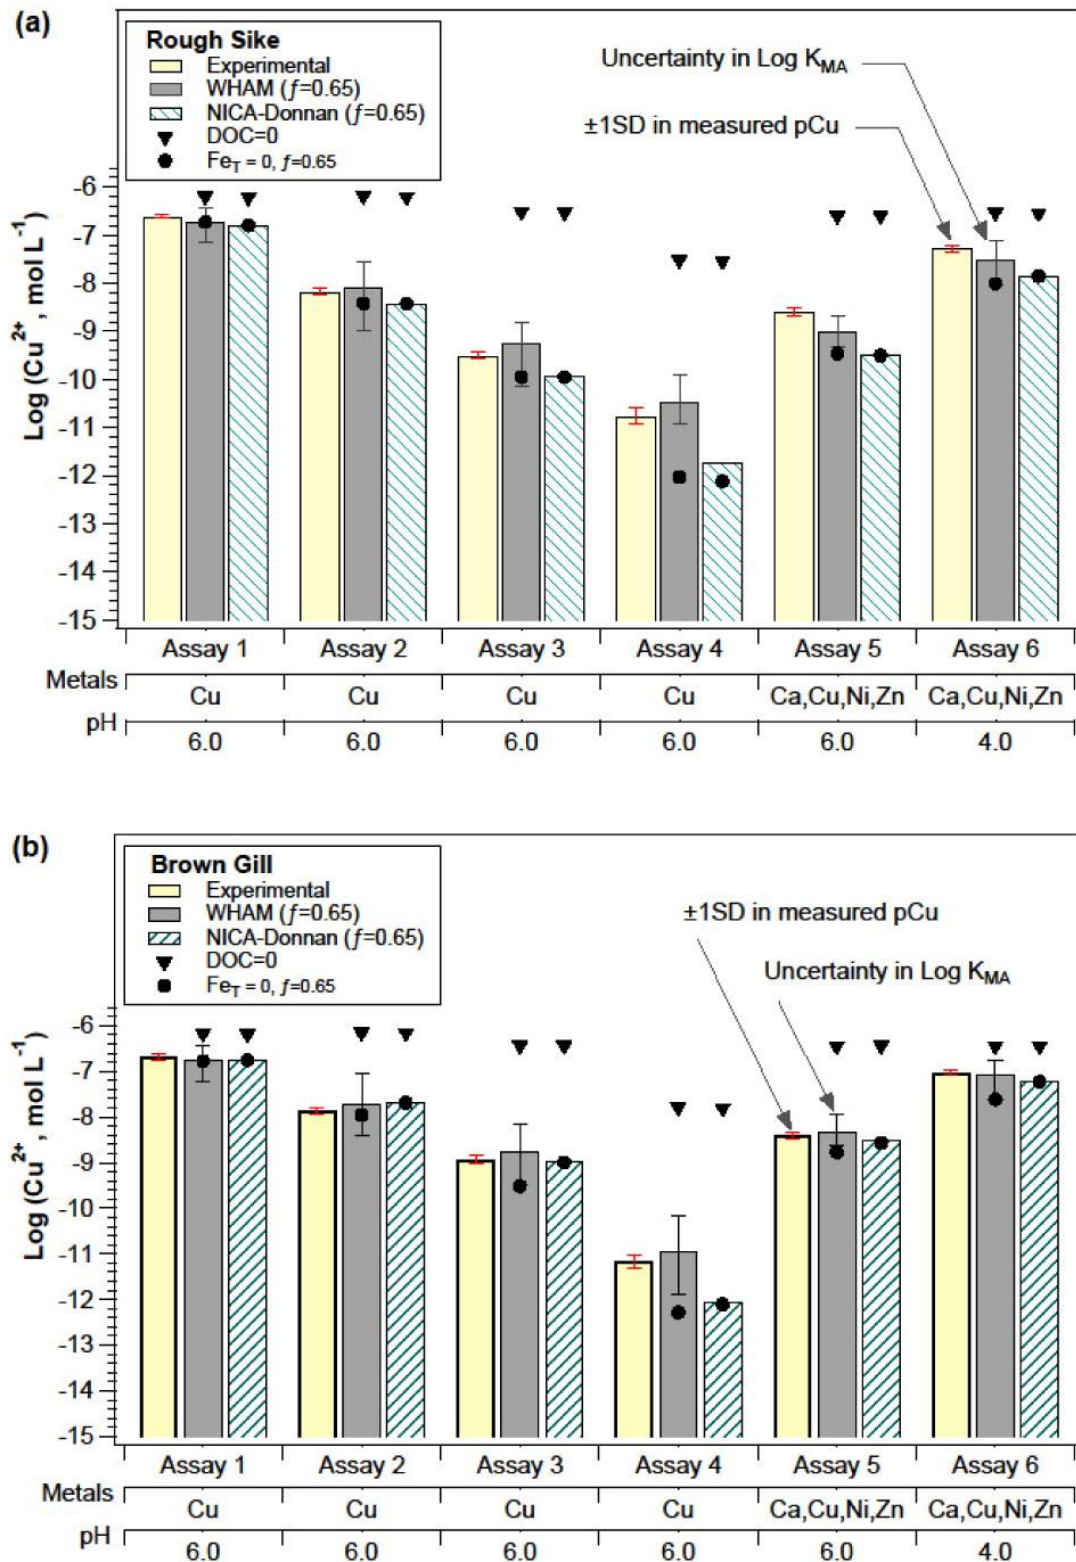 (a)
Rough Sike
Experimental
WHAM (ƒ=0.65)
NICA-Donnan (ƒ=0.65)
DOC=0
Fe_T = 0, ƒ=0.65
Uncertainty in Log K_MA
±1SD in measured pCu
Log (Cu²⁺, mol L⁻¹)
-6
-7
-8
-9
-10
-11
-12
-13
-14
-15
Assay 1 Assay 2 Assay 3 Assay 4 Assay 5 Assay 6
Metals
Cu Cu Cu Cu Ca,Cu,Ni,Zn Ca,Cu,Ni,Zn
pH
6.0 6.0 6.0 6.0 6.0 4.0
(b)
Brown Gill
Experimental
WHAM (ƒ=0.65)
NICA-Donnan (ƒ=0.65)
DOC=0
Fe_T = 0, ƒ=0.65
±1SD in measured pCu
Uncertainty in Log K_MA
Log (Cu²⁺, mol L⁻¹)
-6
-7
-8
-9
-10
-11
-12
-13
-14
-15
Assay 1 Assay 2 Assay 3 Assay 4 Assay 5 Assay 6
Metals
Cu Cu Cu Cu Ca,Cu,Ni,Zn Ca,Cu,Ni,Zn
pH
6.0 6.0 6.0 6.0 6.0 4.0